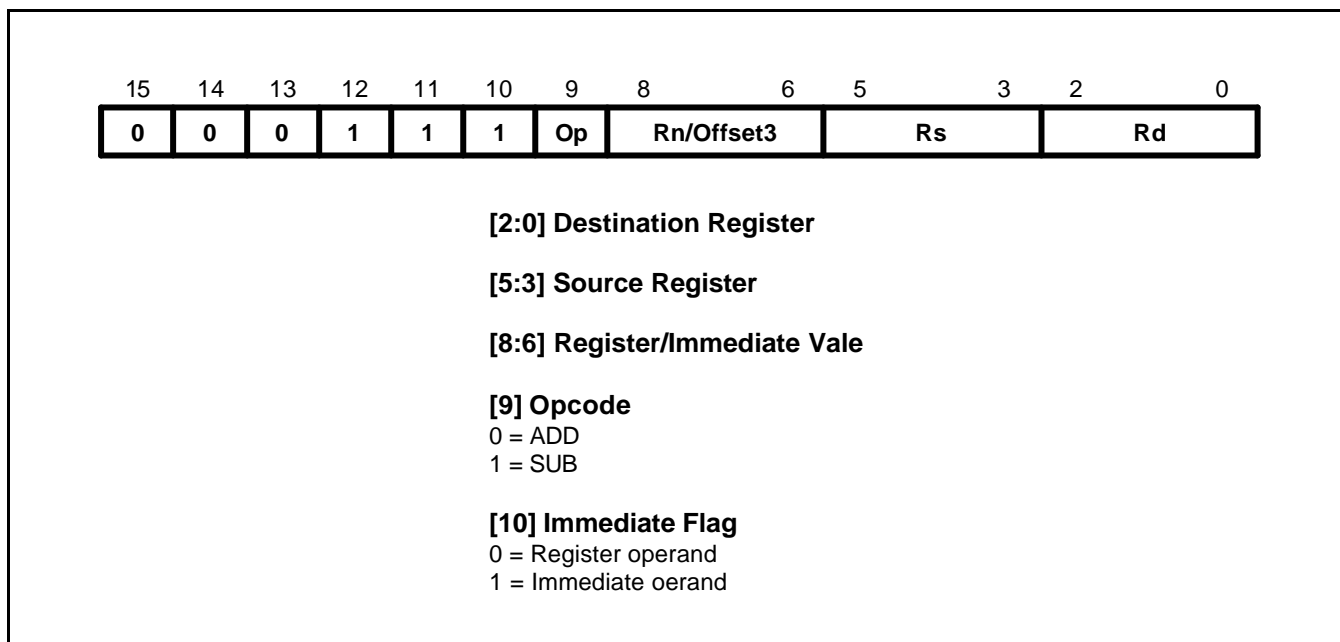 15 14 13 12 11 10 9 8 6 5 3 2 0
0 0 0 1 1 1 Op Rn/Offset3 Rs Rd
[2:0] Destination Register
[5:3] Source Register
[8:6] Register/Immediate Vale
[9] Opcode
0 = ADD
1 = SUB
[10] Immediate Flag
0 = Register operand
1 = Immediate oerand